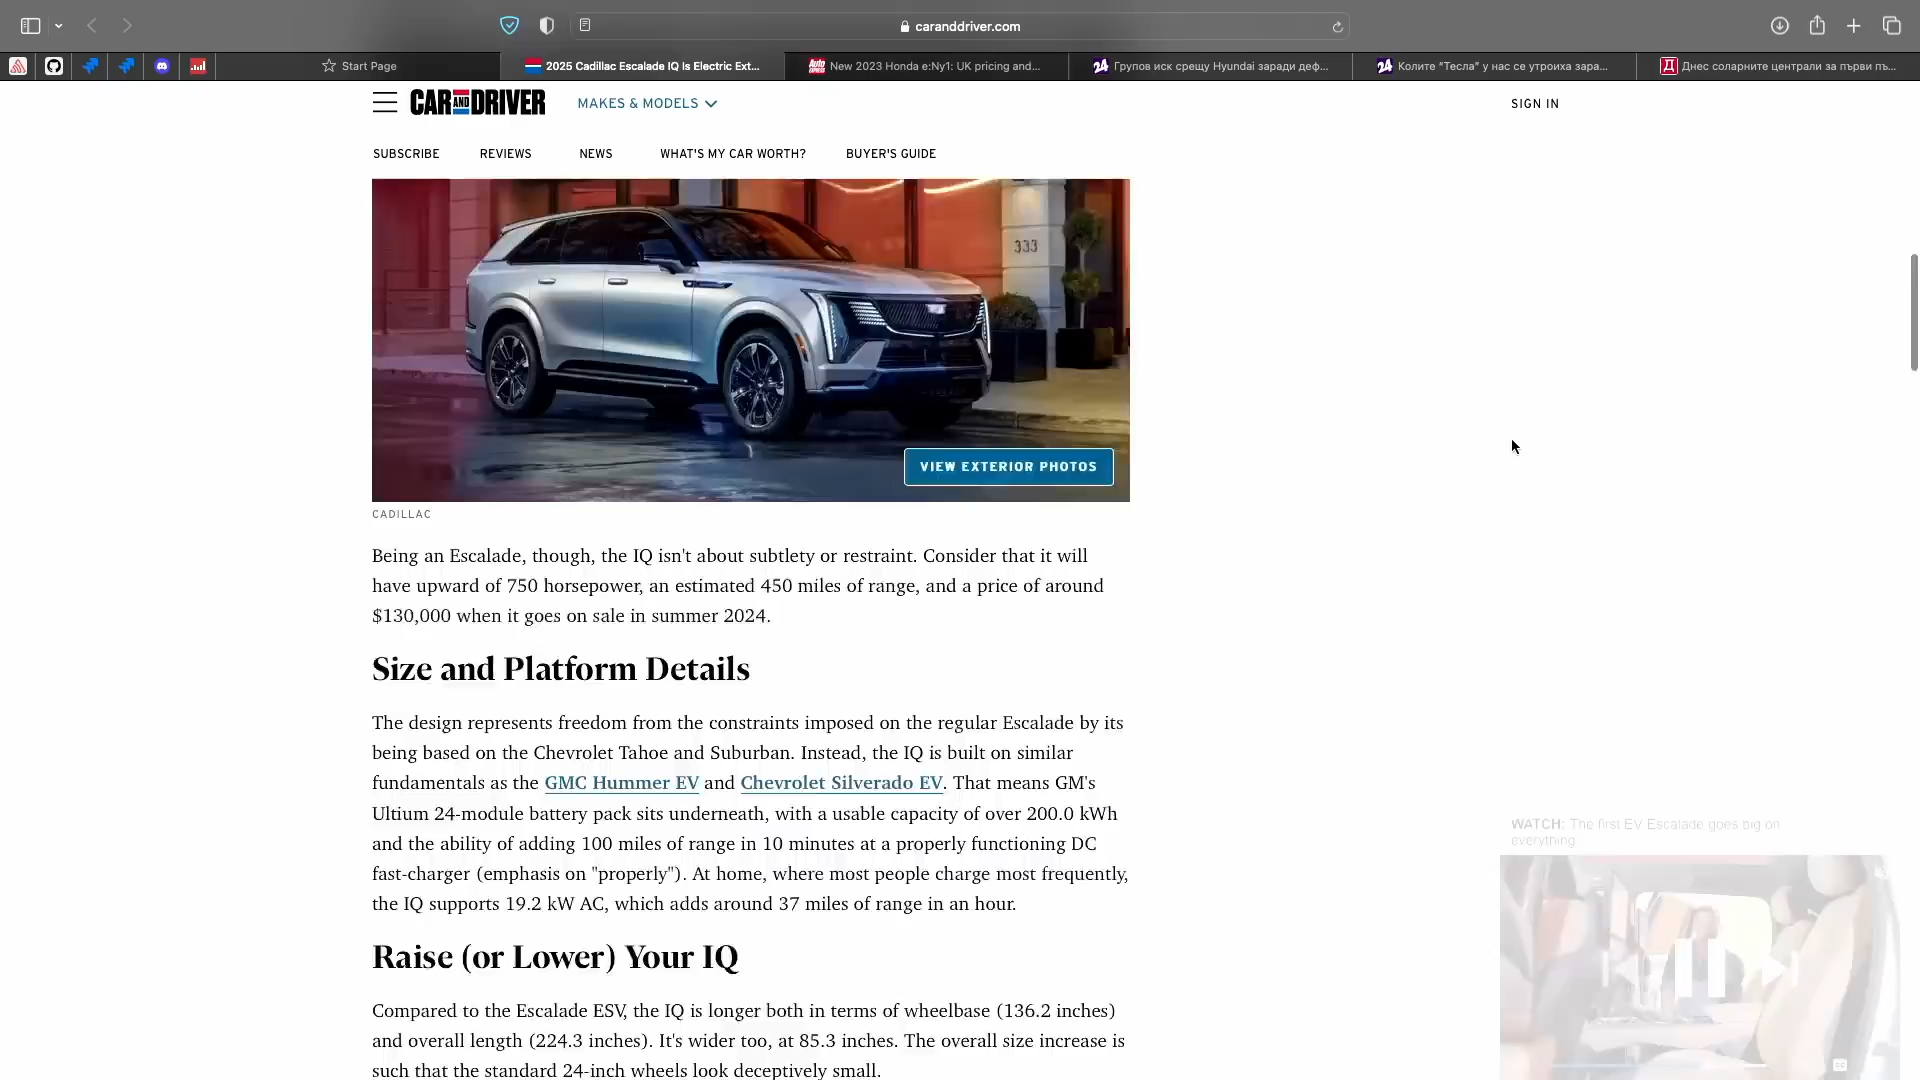 caranddriver.com
Start Page
2025 Cadillac Escalade IQ Is Electric Ext...
New 2023 Honda e:Ny1: UK pricing and...
24 Групов иск срещу Hyundai заради деф...
24 Колите "Тесла" у нас се утроиха зара...
Д Днес соларните централи за първи пъ...
CAR AND DRIVER
MAKES & MODELS
SIGN IN
SUBSCRIBE
REVIEWS
NEWS
WHAT'S MY CAR WORTH?
BUYER'S GUIDE
333
VIEW EXTERIOR PHOTOS
CADILLAC
Being an Escalade, though, the IQ isn't about subtlety or restraint. Consider that it will
have upward of 750 horsepower, an estimated 450 miles of range, and a price of around
$130,000 when it goes on sale in summer 2024.
Size and Platform Details
The design represents freedom from the constraints imposed on the regular Escalade by its
being based on the Chevrolet Tahoe and Suburban. Instead, the IQ is built on similar
fundamentals as the GMC Hummer EV and Chevrolet Silverado EV. That means GM's
Ultium 24-module battery pack sits underneath, with a usable capacity of over 200.0 kWh
and the ability of adding 100 miles of range in 10 minutes at a properly functioning DC
fast-charger (emphasis on "properly"). At home, where most people charge most frequently,
the IQ supports 19.2 kW AC, which adds around 37 miles of range in an hour.
WATCH: The first EV Escalade goes big on
everything
Raise (or Lower) Your IQ
Compared to the Escalade ESV, the IQ is longer both in terms of wheelbase (136.2 inches)
and overall length (224.3 inches). It's wider too, at 85.3 inches. The overall size increase is
such that the standard 24-inch wheels look deceptively small.